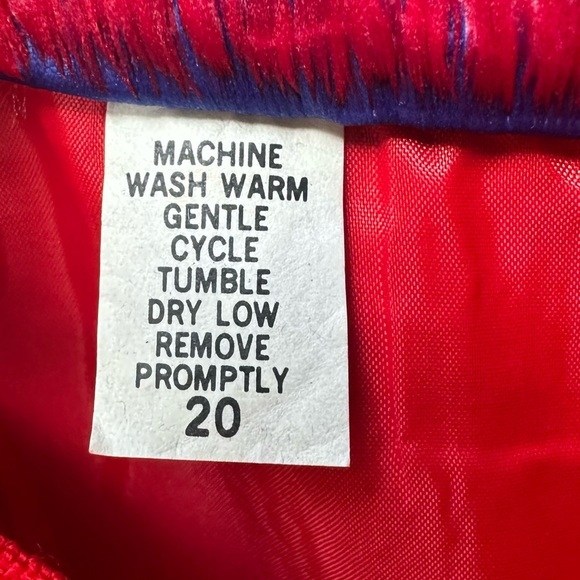 MACHINE
WASH WARM
GENTLE
CYCLE
TUMBLE
DRY LOW
REMOVE
PROMPTLY
20